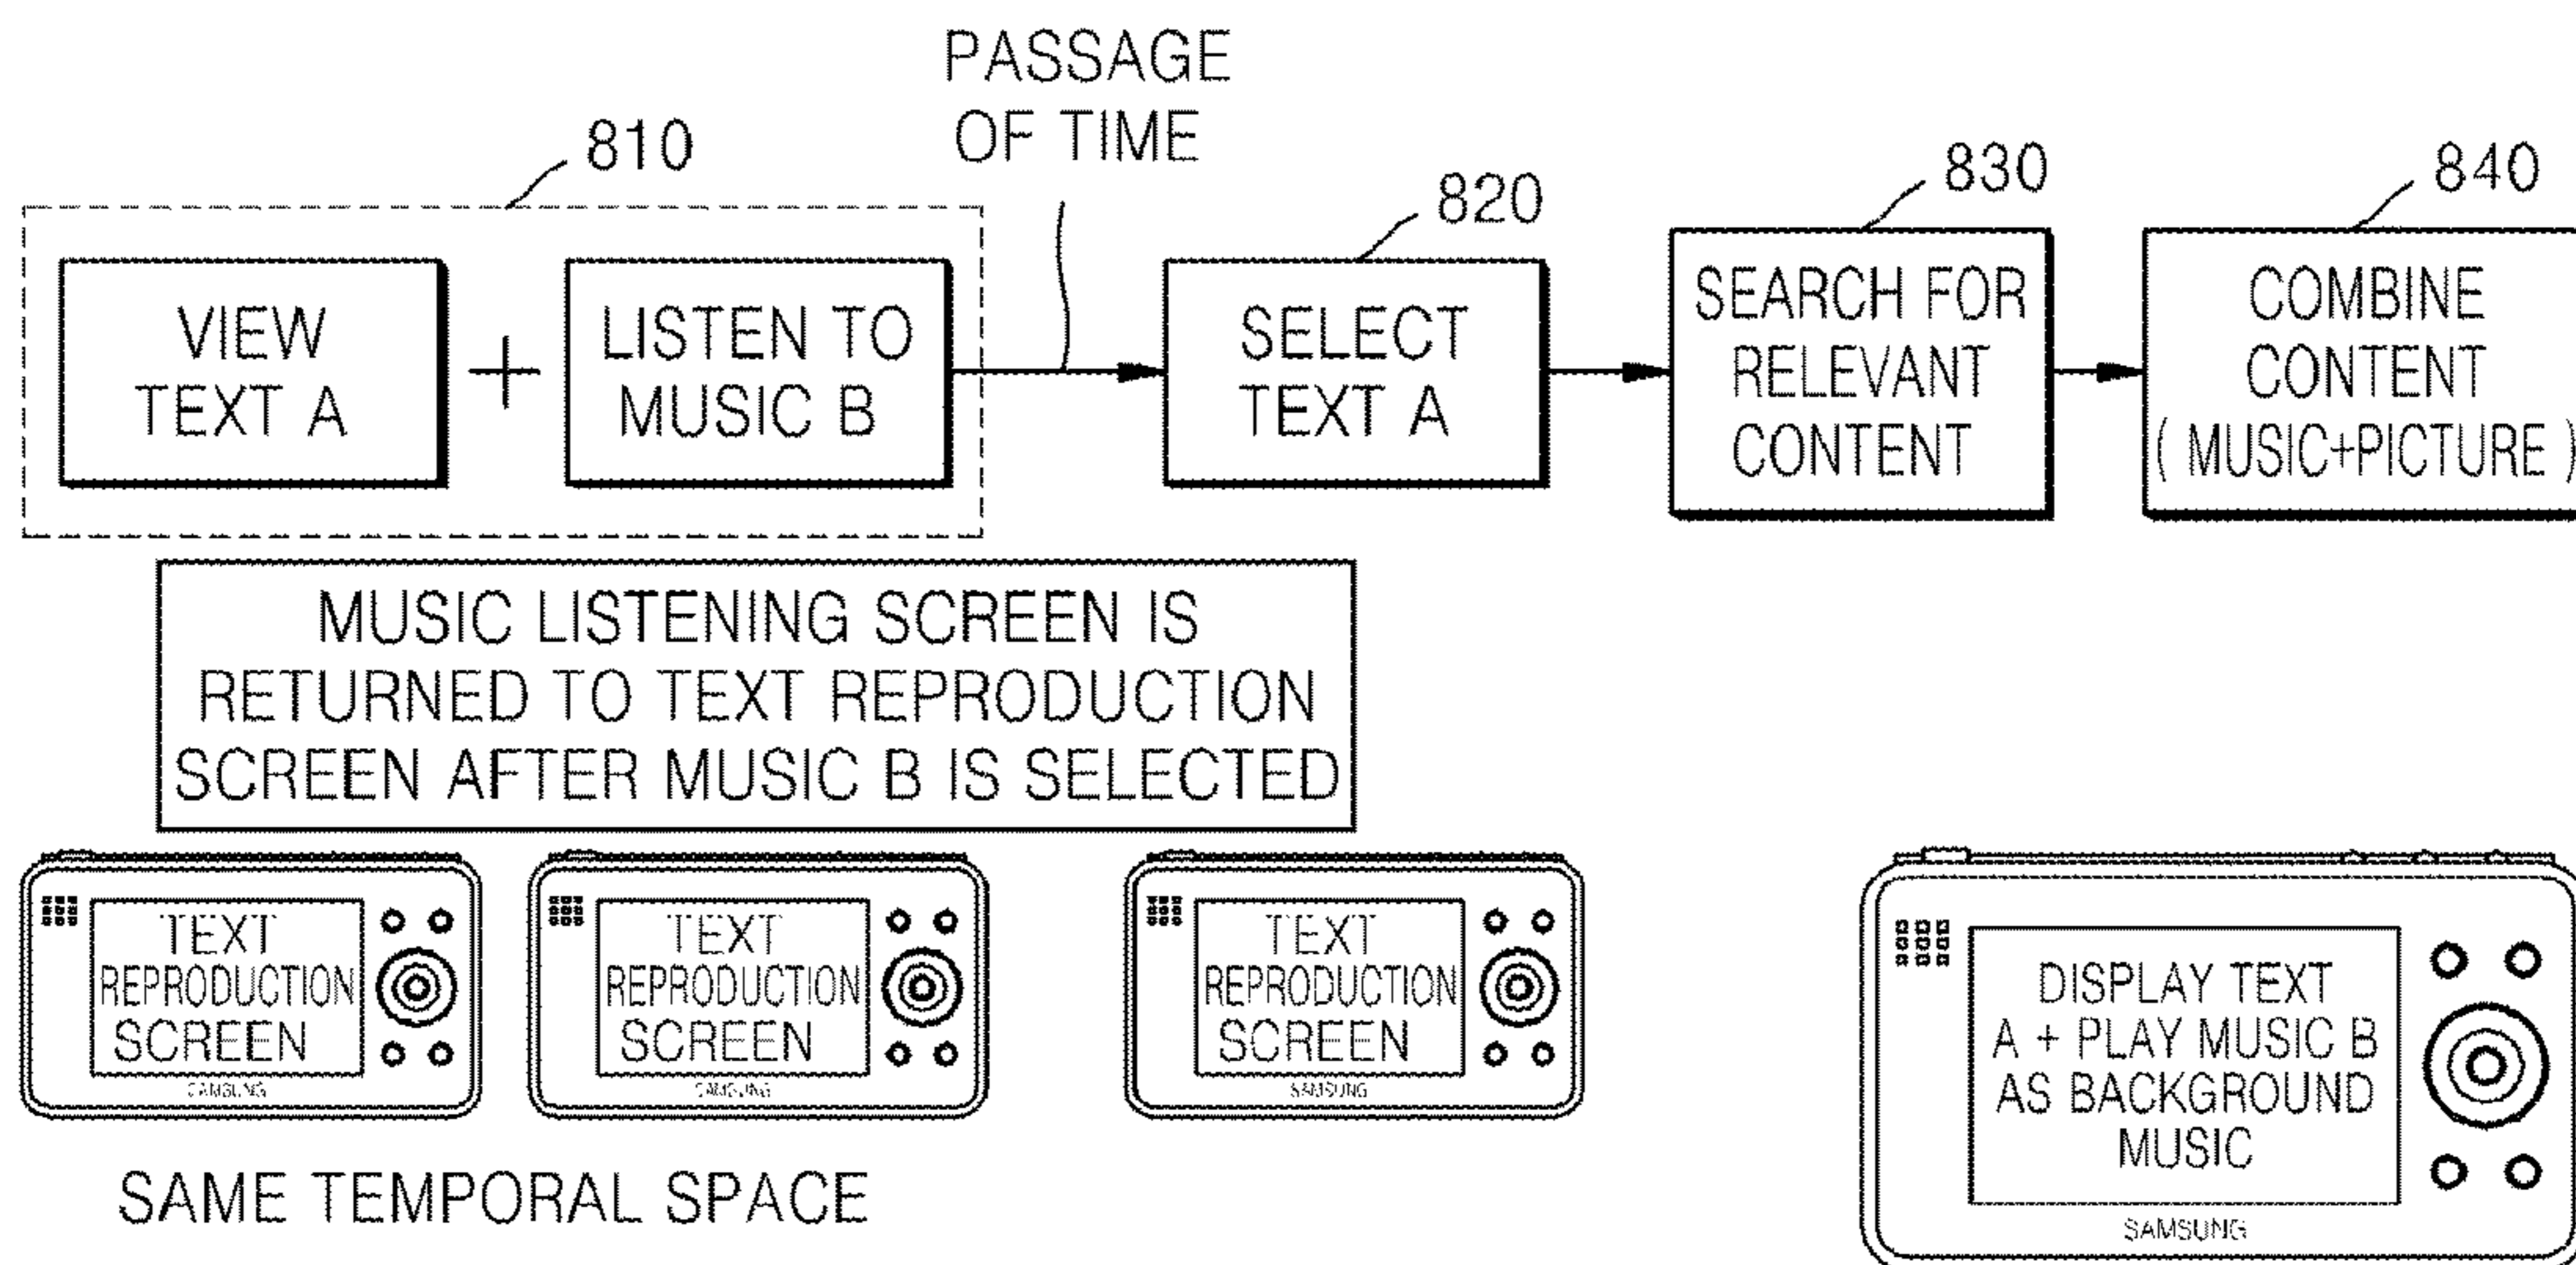 PASSAGE
OF TIME
810
820
830
840
VIEW
TEXT A
+
LISTEN TO
MUSIC B
SELECT
TEXT A
SEARCH FOR
RELEVANT
CONTENT
COMBINE
CONTENT
( MUSIC+PICTURE )
MUSIC LISTENING SCREEN IS
RETURNED TO TEXT REPRODUCTION
SCREEN AFTER MUSIC B IS SELECTED
TEXT
REPRODUCTION
SCREEN
SAMSUNG
TEXT
REPRODUCTION
SCREEN
SAMSUNG
TEXT
REPRODUCTION
SCREEN
SAMSUNG
DISPLAY TEXT
A + PLAY MUSIC B
AS BACKGROUND
MUSIC
SAMSUNG
SAME TEMPORAL SPACE